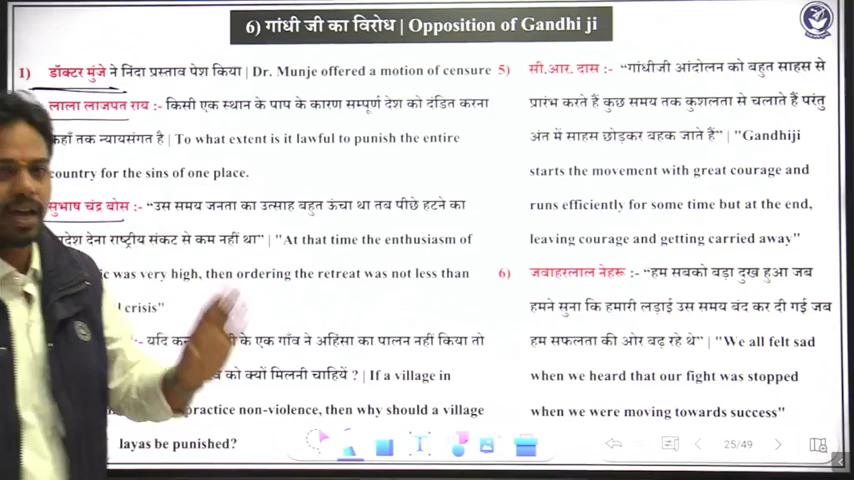 6) गांधी जी का विरोध | Opposition of Gandhi ji
1) डॉक्टर मुंजे ने निंदा प्रस्ताव पेश किया | Dr. Munje offered a motion of censure
लाला लाजपत राय :- किसी एक स्थान के पाप के कारण सम्पूर्ण देश को दंडित करना
कहाँ तक न्यायसंगत है | To what extent is it lawful to punish the entire
country for the sins of one place.
सुभाष चंद्र बोस :- “उस समय जनता का उत्साह बहुत ऊंचा था तब पीछे हटने का
देश देना राष्ट्रीय संकट से कम नहीं था” | "At that time the enthusiasm of
ic was very high, then ordering the retreat was not less than
l crisis"
:- यदि के एक गाँव ने अहिंसा का पालन नहीं किया तो
को क्यों मिलनी चाहियें ? | If a village in
practice non-violence, then why should a village
layas be punished?
5) सी.आर. दास :- “गांधीजी आंदोलन को बहुत साहस से
प्रारंभ करते हैं कुछ समय तक कुशलता से चलाते हैं परंतु
अंत में साहस छोड़कर बहक जाते हैं” | "Gandhiji
starts the movement with great courage and
runs efficiently for some time but at the end,
leaving courage and getting carried away”
6) जवाहरलाल नेहरू :- “हम सबको बड़ा दुख हुआ जब
हमने सुना कि हमारी लड़ाई उस समय बंद कर दी गई जब
हम सफलता की ओर बढ़ रहे थे” | "We all felt sad
when we heard that our fight was stopped
when we were moving towards success"
25/49